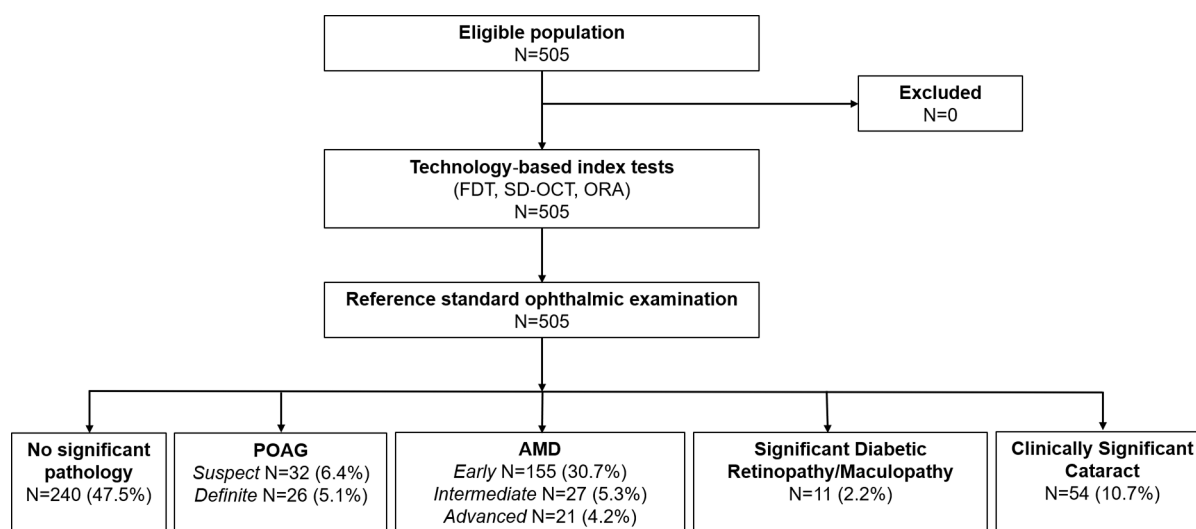 Eligible population
N=505
Excluded
N=0
Technology-based index tests
(FDT, SD-OCT, ORA)
N=505
Reference standard ophthalmic examination
N=505
No significant
pathology
N=240 (47.5%)
POAG
Suspect N=32 (6.4%)
Definite N=26 (5.1%)
AMD
Early N=155 (30.7%)
Intermediate N=27 (5.3%)
Advanced N=21 (4.2%)
Significant Diabetic
Retinopathy/Maculopathy
N=11 (2.2%)
Clinically Significant
Cataract
N=54 (10.7%)